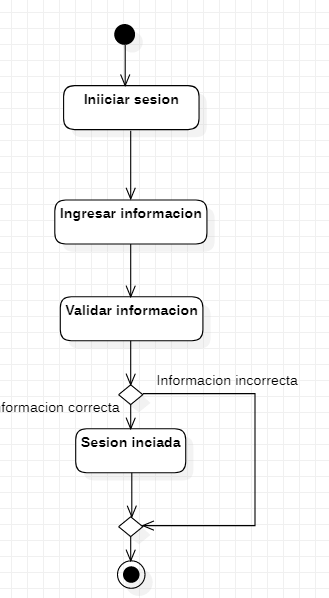 Iniiciar sesion
Ingresar informacion
Validar informacion
Informacion incorrecta
formacion correcta
Sesion inciada